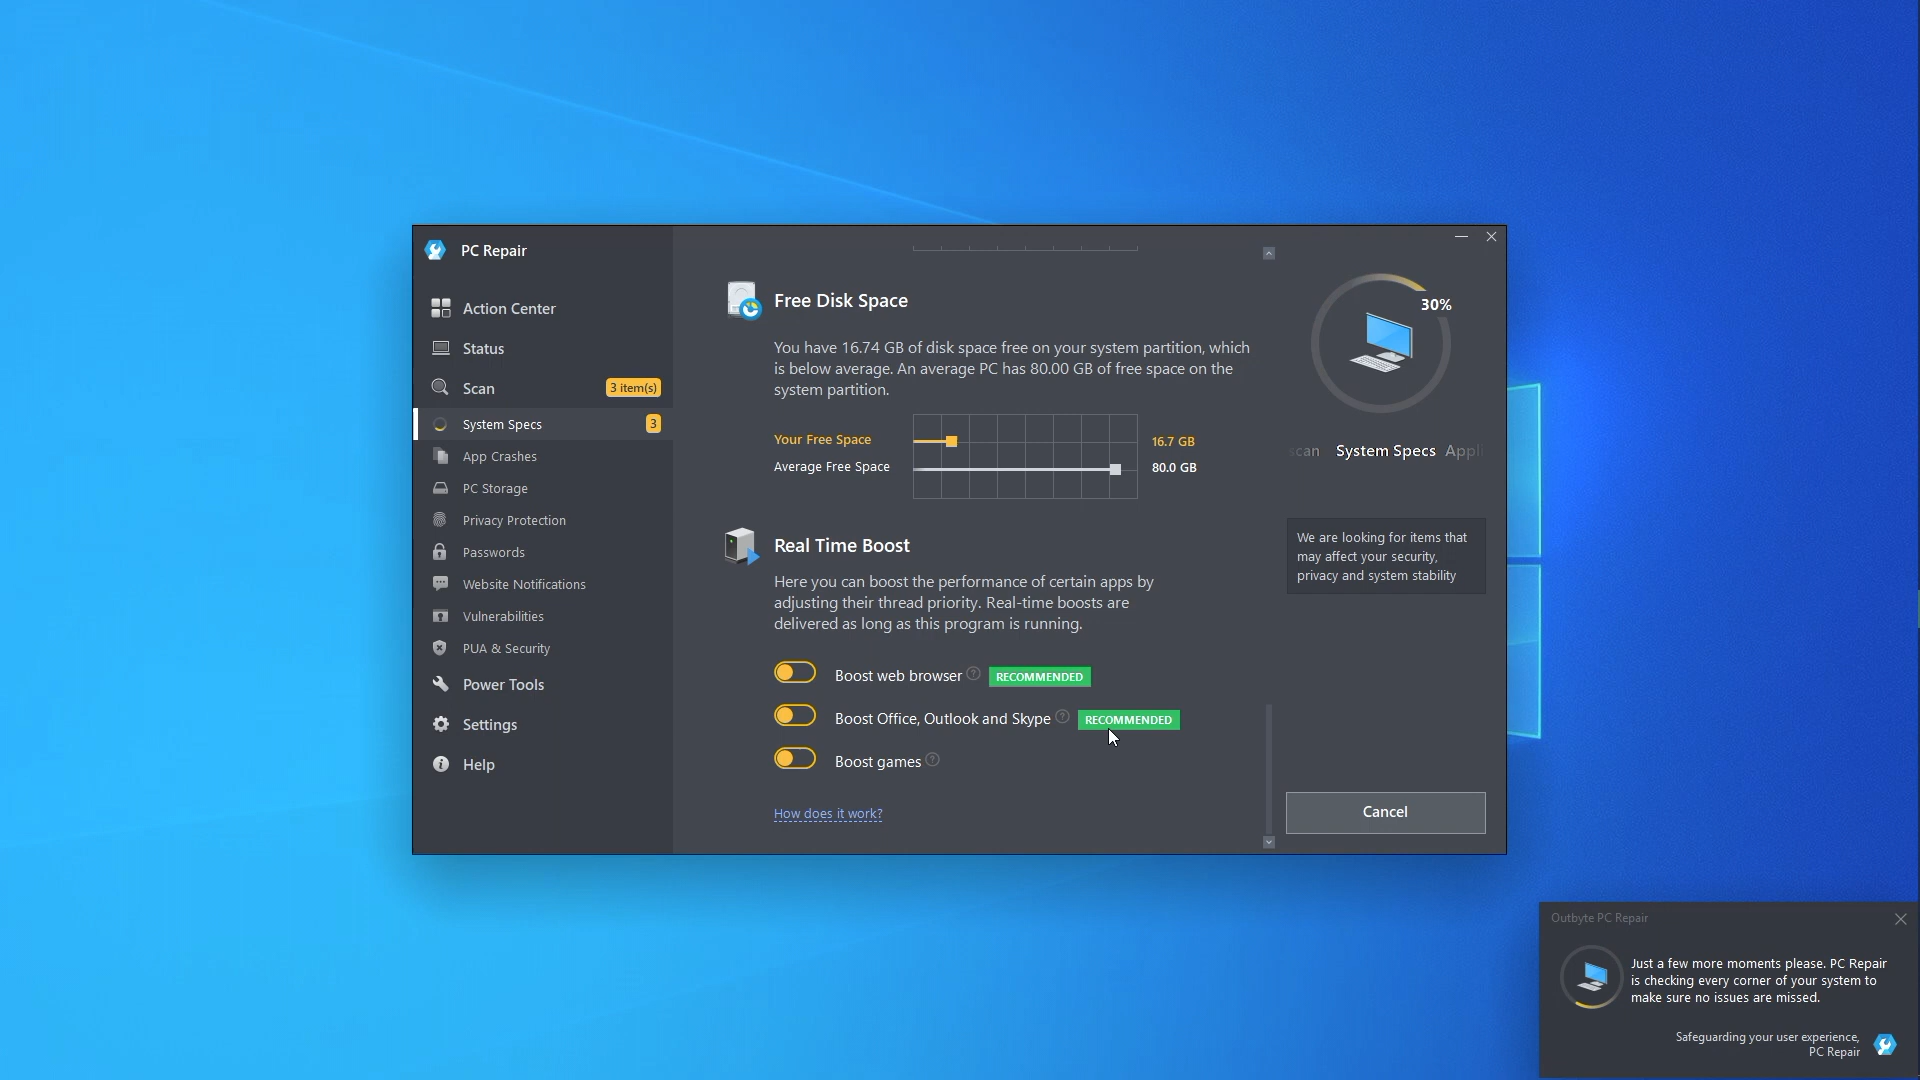 PC Repair
Action Center
Status
Scan
3 item(s)
System Specs
3
App Crashes
PC Storage
Privacy Protection
Passwords
Website Notifications
Vulnerabilities
PUA & Security
Power Tools
Settings
Help
Free Disk Space
You have 16.74 GB of disk space free on your system partition, which
is below average. An average PC has 80.00 GB of free space on the
system partition.
Your Free Space
16.7 GB
Average Free Space
80.0 GB
Real Time Boost
Here you can boost the performance of certain apps by
adjusting their thread priority. Real-time boosts are
delivered as long as this program is running.
Boost web browser ? RECOMMENDED
Boost Office, Outlook and Skype ? RECOMMENDED
Boost games ?
How does it work?
30%
scan System Specs Appl
We are looking for items that
may affect your security,
privacy and system stability
Cancel
Outbyte PC Repair
Just a few more moments please. PC Repair
is checking every corner of your system to
make sure no issues are missed.
Safeguarding your user experience,
PC Repair